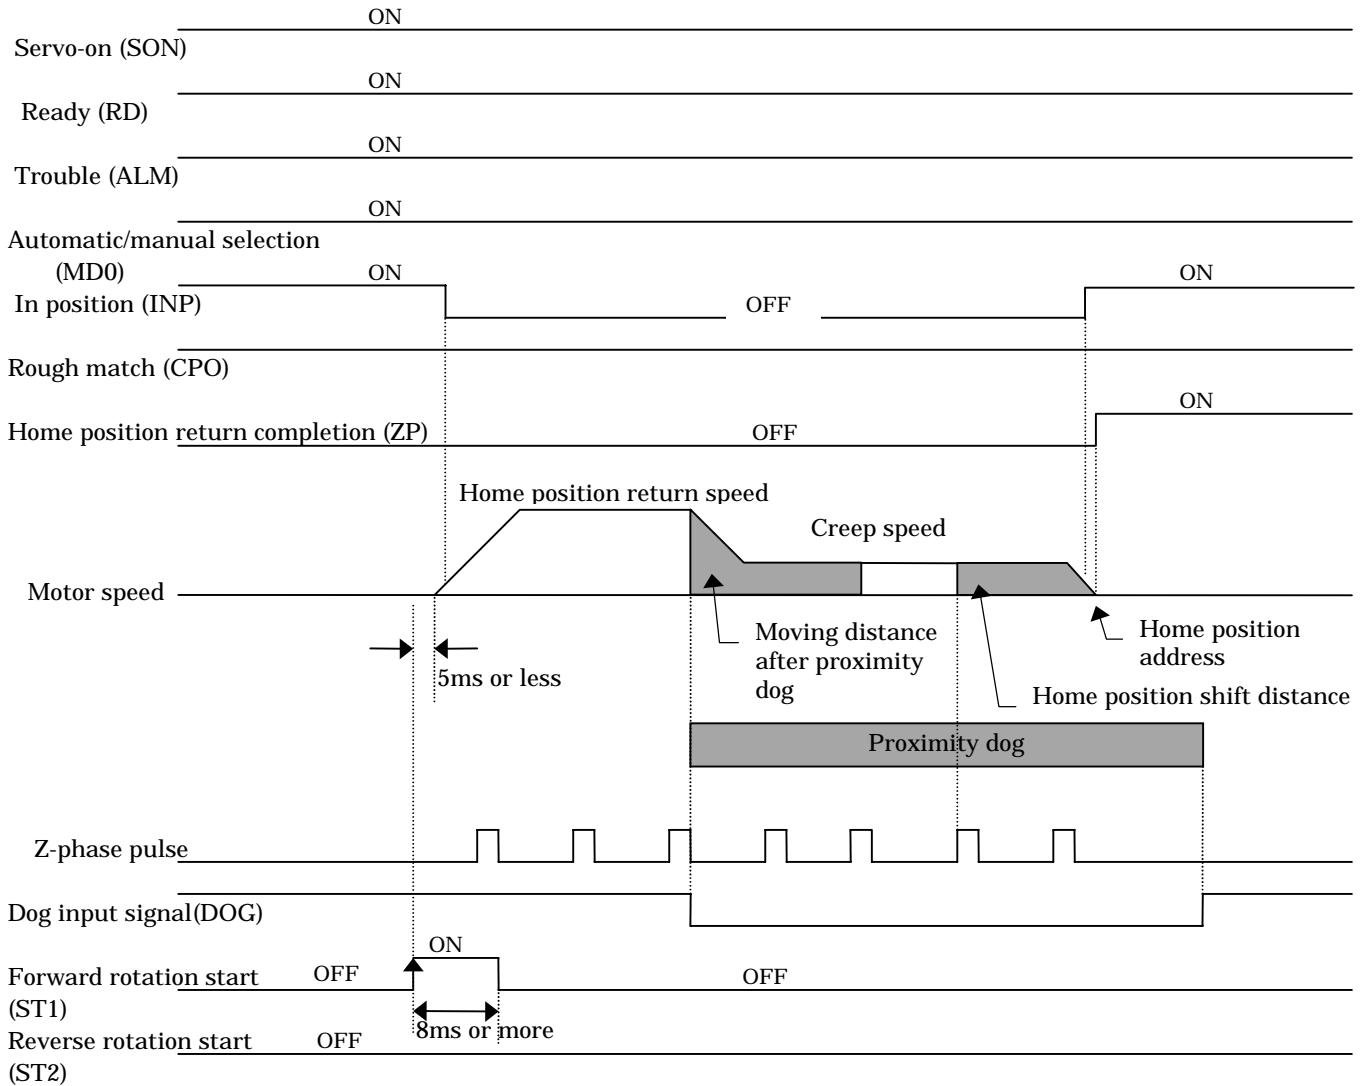 ON
Servo-on (SON)
ON
Ready (RD)
ON
Trouble (ALM)
ON
Automatic/manual selection
(MD0)
ON
ON
In position (INP)
OFF
Rough match (CPO)
ON
Home position return completion (ZP)
OFF
Home position return speed
Creep speed
Motor speed
Moving distance
after proximity
dog
Home position
address
5ms or less
Home position shift distance
Proximity dog
Z-phase pulse
Dog input signal(DOG)
ON
Forward rotation start
(ST1)
OFF
OFF
8ms or more
Reverse rotation start
(ST2)
OFF